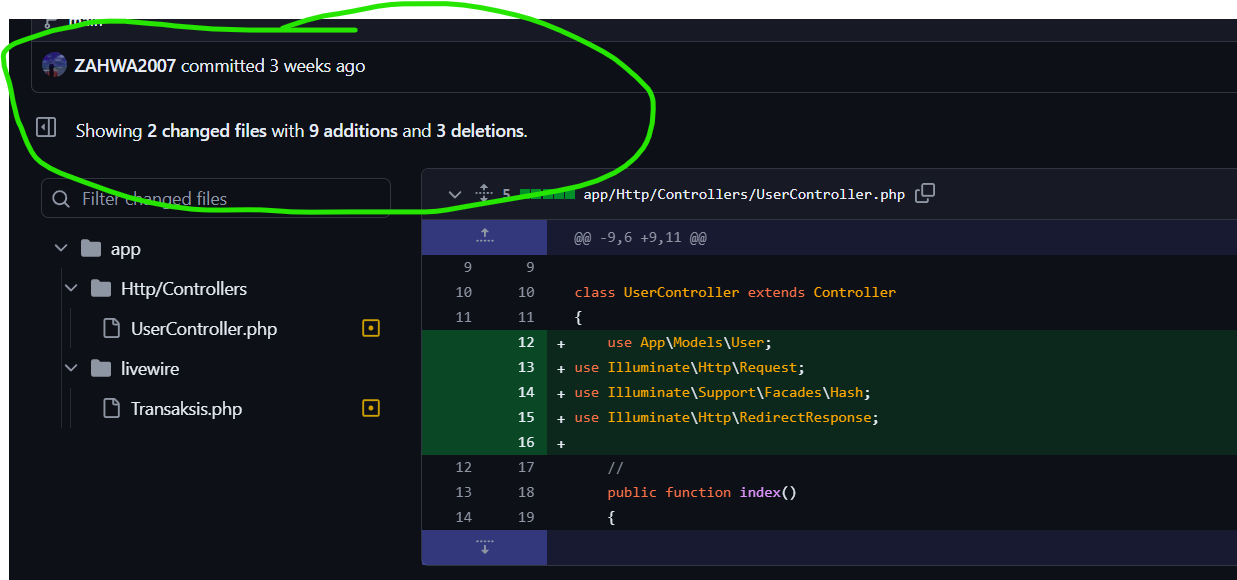 main
ZAHWA2007 committed 3 weeks ago
Showing 2 changed files with 9 additions and 3 deletions.
Filter changed files
app
Http/Controllers
UserController.php
livewire
Transaksis.php
5 app/Http/Controllers/UserController.php
@@ -9,6 +9,11 @@
9 9
10 10 class UserController extends Controller
11 11 {
12 + use App\Models\User;
13 + use Illuminate\Http\Request;
14 + use Illuminate\Support\Facades\Hash;
15 + use Illuminate\Http\RedirectResponse;
16 +
12 17 //
13 18 public function index()
14 19 {